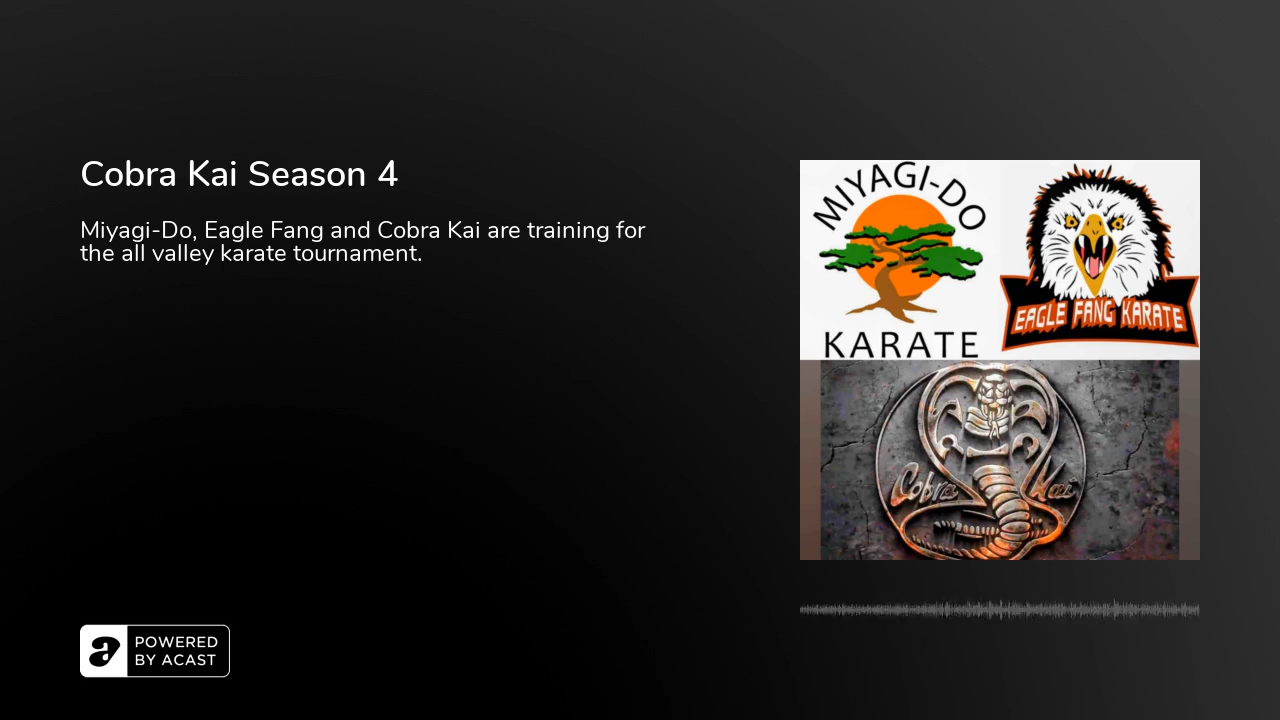 Cobra Kai Season 4
Miyagi-Do, Eagle Fang and Cobra Kai are training for
the all valley karate tournament.
MIYAGI-DO
KARATE
EAGLE FANG KARATE
Cobra Kai
POWERED
BY ACAST